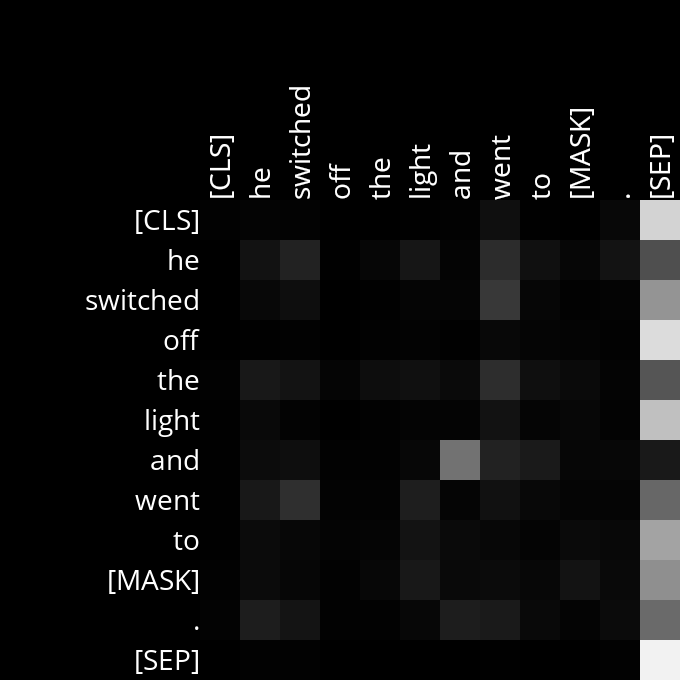 [CLS] he switched off the light and went to [MASK] . [SEP]
[CLS]
he
switched
off
the
light
and
went
to
[MASK]
.
[SEP]